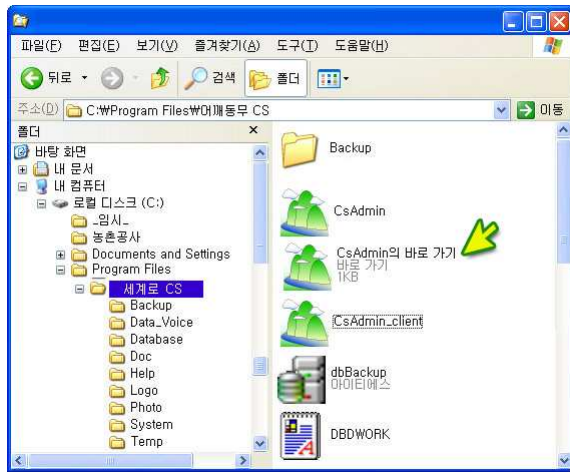 파일(F) 편집(E) 보기(V) 즐겨찾기(A) 도구(T) 도움말(H)
뒤로 검색 폴더
주소(D) C:₩Program Files₩어깨동무 CS 이동
폴더
바탕 화면
내 문서
내 컴퓨터
로컬 디스크 (C:)
_임시_
농촌공사
Documents and Settings
Program Files
세계로 CS
Backup
Data_Voice
Database
Doc
Help
Logo
Photo
System
Temp
Backup
CsAdmin
CsAdmin의 바로 가기
바로 가기
1KB
CsAdmin_client
dbBackup
아이티에스
DBDWORK